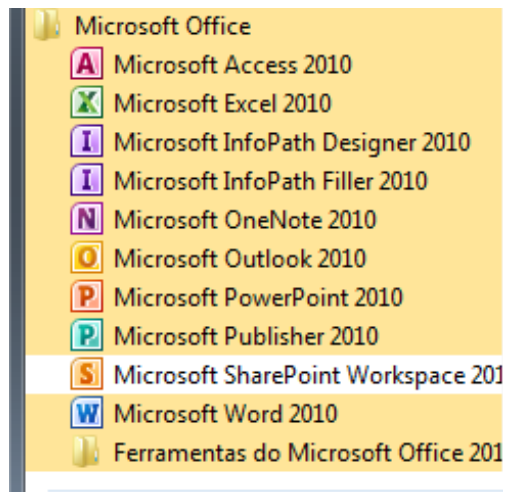 Microsoft Office
Microsoft Access 2010
Microsoft Excel 2010
Microsoft InfoPath Designer 2010
Microsoft InfoPath Filler 2010
Microsoft OneNote 2010
Microsoft Outlook 2010
Microsoft PowerPoint 2010
Microsoft Publisher 2010
Microsoft SharePoint Workspace 201
Microsoft Word 2010
Ferramentas do Microsoft Office 201